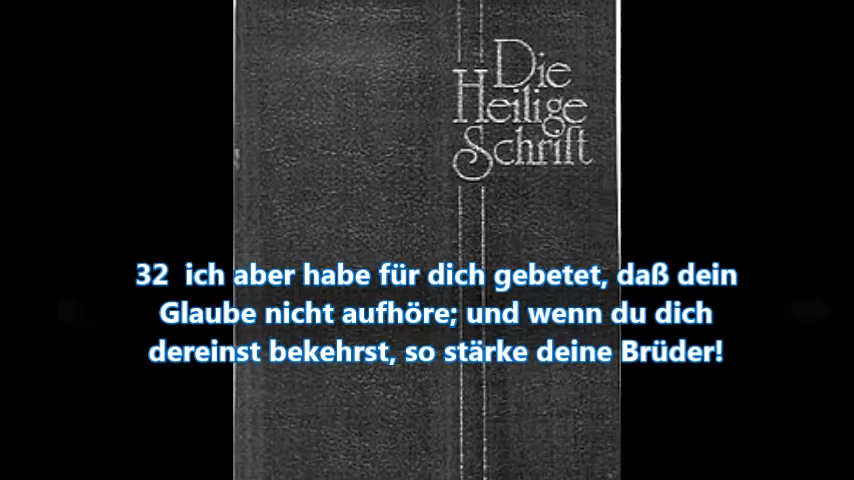 Die
Heilige
Schrift
32  ich aber habe für dich gebetet, daß dein
Glaube nicht aufhöre; und wenn du dich
dereinst bekehrst, so stärke deine Brüder!